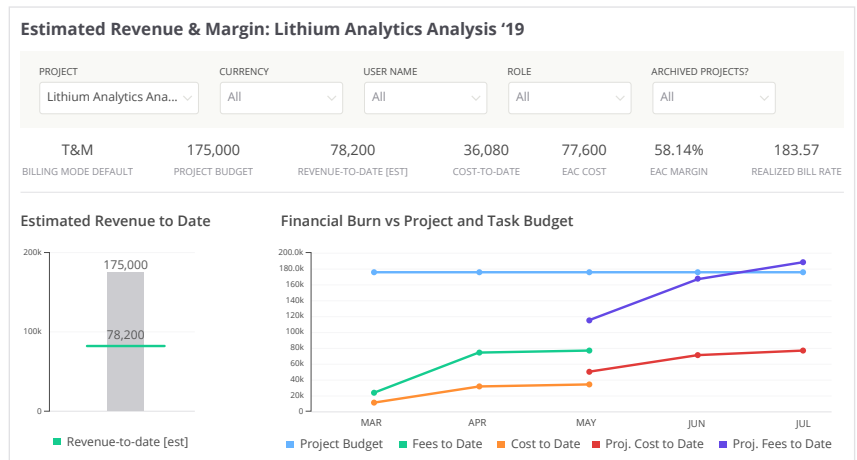 Estimated Revenue & Margin: Lithium Analytics Analysis ‘19
PROJECT CURRENCY USER NAME ROLE ARCHIVED PROJECTS?
Lithium Analytics Ana... All All All All
T&M 175,000 78,200 36,080 77,600 58.14% 183.57
BILLING MODE DEFAULT PROJECT BUDGET REVENUE-TO-DATE [EST] COST-TO-DATE EAC COST EAC MARGIN REALIZED BILL RATE
Estimated Revenue to Date
200k
175,000
100k
78,200
0
Revenue-to-date [est]
Financial Burn vs Project and Task Budget
200.0k
180.0k
160k
140k
120k
100k
80k
60k
40k
20k
0
MAR APR MAY JUN JUL
Project Budget Fees to Date Cost to Date Proj. Cost to Date Proj. Fees to Date